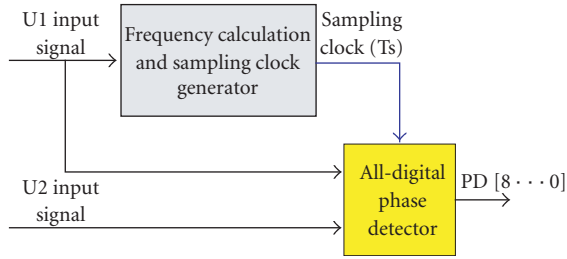 U1 input
signal
Frequency calculation
and sampling clock
generator
Sampling
clock (Ts)
U2 input
signal
All-digital
phase
detector
PD [8 · · · 0]